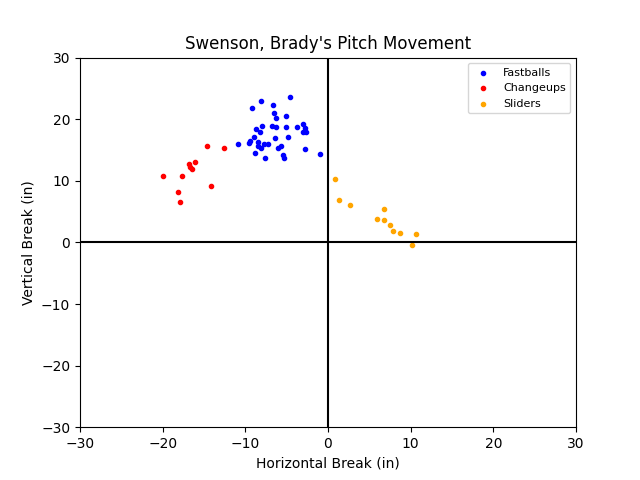 Swenson, Brady's Pitch Movement
Fastballs
Changeups
Sliders
30
20
10
0
−10
−20
−30
Vertical Break (in)
−30
−20
−10
0
10
20
30
Horizontal Break (in)